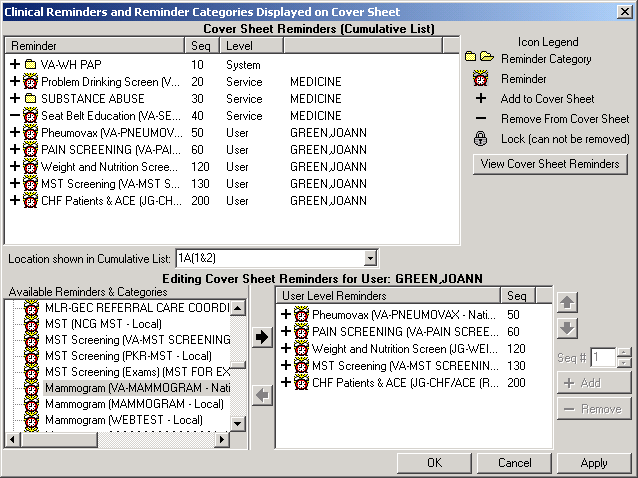 Clinical Reminders and Reminder Categories Displayed on Cover Sheet
Cover Sheet Reminders (Cumulative List)
Reminder Seq Level
VA-WH PAP 10 System
Problem Drinking Screen (V... 20 Service MEDICINE
SUBSTANCE ABUSE 30 Service MEDICINE
Seat Belt Education (VA-SE... 40 Service MEDICINE
Pheumovax (VA-PNEUMOV... 50 User GREEN,JOANN
PAIN SCREENING (VA-PAI... 60 User GREEN,JOANN
Weight and Nutrition Scree... 120 User GREEN,JOANN
MST Screening (VA-MST S... 130 User GREEN,JOANN
CHF Patients & ACE (JG-CH... 200 User GREEN,JOANN
Icon Legend
Reminder Category
Reminder
Add to Cover Sheet
Remove From Cover Sheet
Lock (can not be removed)
View Cover Sheet Reminders
Location shown in Cumulative List: 1A(1&2)
Editing Cover Sheet Reminders for User: GREEN,JOANN
Available Reminders & Categories
MLR-GEC REFERRAL CARE COORDI
MST (NCG MST - Local)
MST Screening (VA-MST SCREENING
MST Screening (PKR-MST - Local)
MST Screening (Exams) (MST FOR EX
Mammogram (VA-MAMMOGRAM - Nati
Mammogram (MAMMOGRAM - Local)
Mammogram (WEBTEST - Local)
User Level Reminders Seq
Pheumovax (VA-PNEUMOVAX - Nati... 50
PAIN SCREENING (VA-PAIN SCREE... 60
Weight and Nutrition Screen (JG-WEI... 120
MST Screening (VA-MST SCREENIN... 130
CHF Patients & ACE (JG-CHF/ACE (R... 200
Seq # 1
Add
Remove
OK Cancel Apply